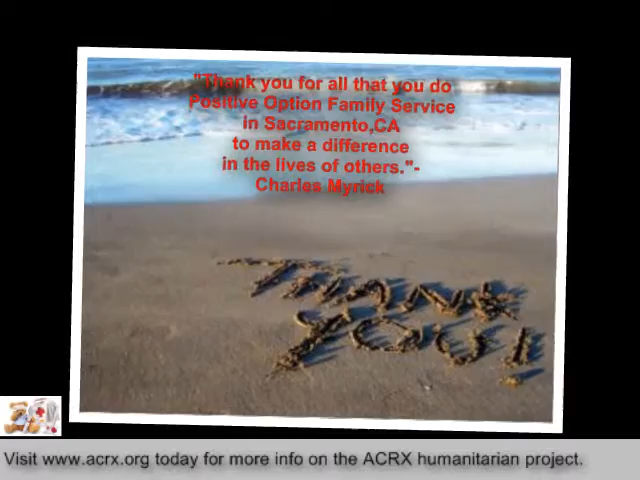 "Thank you for all that you do
Positive Option Family Service
in Sacramento,CA
to make a difference
in the lives of others."-
Charles Myrick
THANK
YOU!
Visit www.acrx.org today for more info on the ACRX humanitarian project.